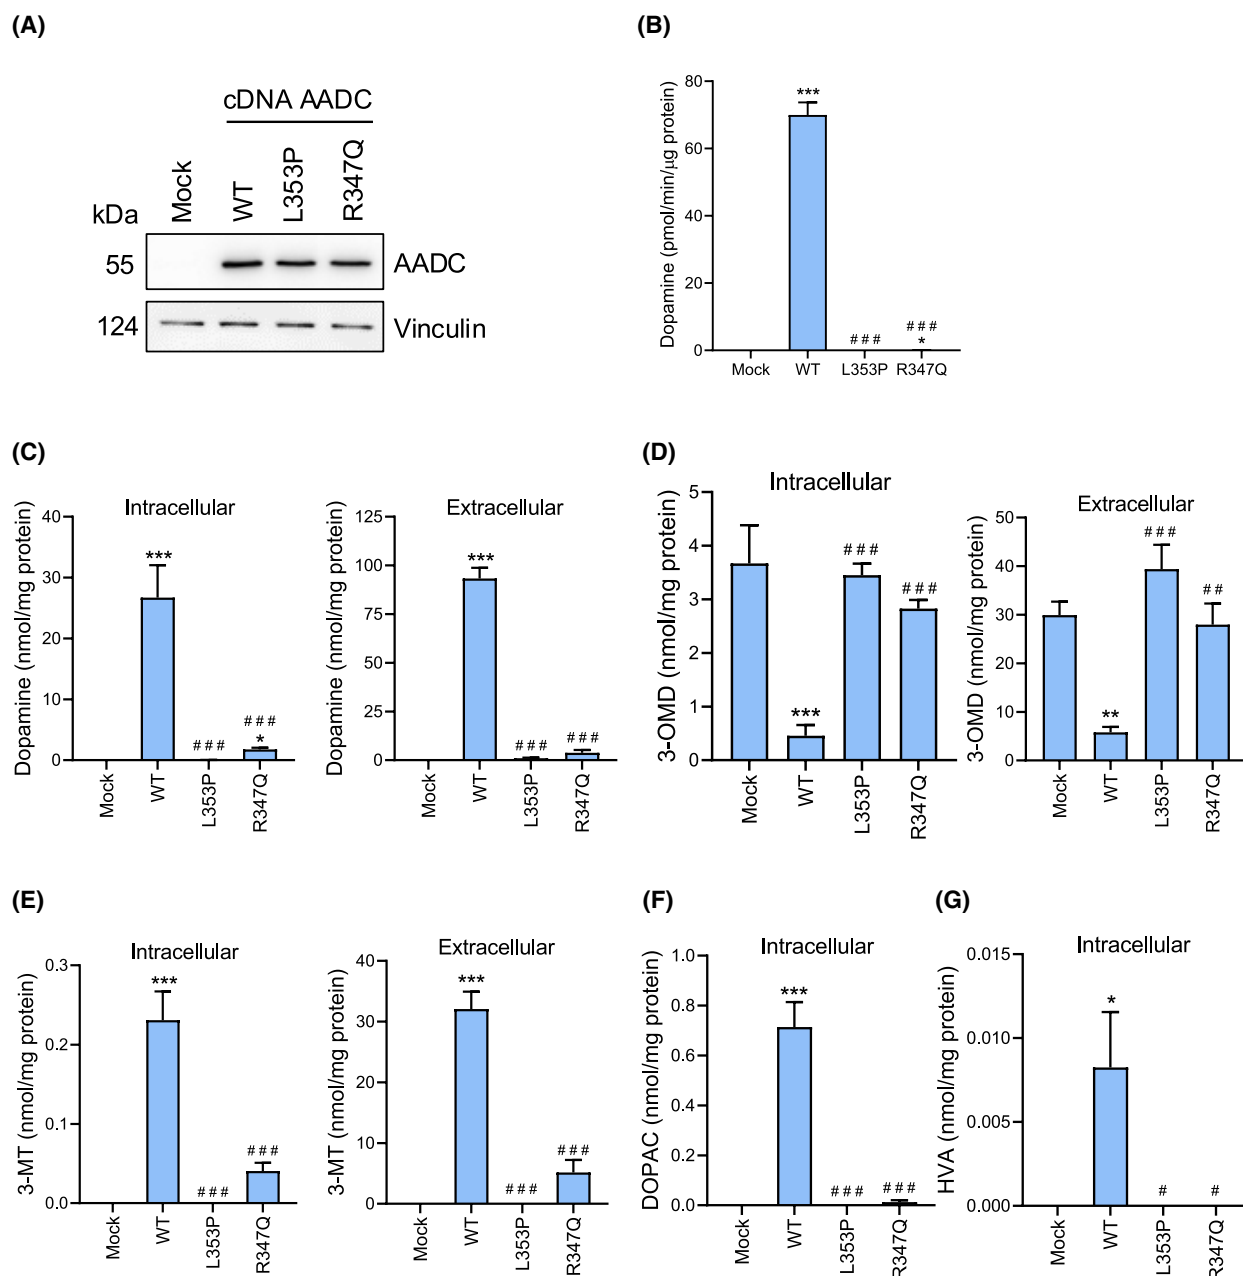 (A)
cDNA AADC
kDa
Mock
WT
L353P
R347Q
55
AADC
124
Vinculin
(B)
Dopamine (pmol/min/µg protein)
80
60
40
20
0
***
###
###
*
Mock WT L353P R347Q
(C)
Intracellular
Dopamine (nmol/mg protein)
40
30
20
10
0
***
###
###
*
Mock
WT
L353P
R347Q
Extracellular
Dopamine (nmol/mg protein)
125
100
75
50
25
0
***
###
###
Mock
WT
L353P
R347Q
(D)
Intracellular
3-OMD (nmol/mg protein)
5
4
3
2
1
0
***
###
###
Mock
WT
L353P
R347Q
Extracellular
3-OMD (nmol/mg protein)
50
40
30
20
10
0
**
###
##
Mock
WT
L353P
R347Q
(E)
Intracellular
3-MT (nmol/mg protein)
0.3
0.2
0.1
0.0
***
###
###
Mock
WT
L353P
R347Q
Extracellular
3-MT (nmol/mg protein)
40
30
20
10
0
***
###
###
Mock
WT
L353P
R347Q
(F)
Intracellular
DOPAC (nmol/mg protein)
1.0
0.8
0.6
0.4
0.2
0.0
***
###
###
Mock
WT
L353P
R347Q
(G)
Intracellular
HVA (nmol/mg protein)
0.015
0.010
0.005
0.000
*
#
#
Mock
WT
L353P
R347Q